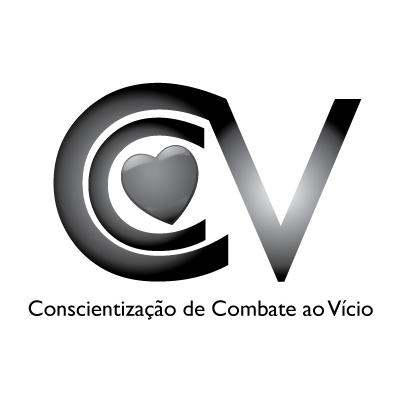 CCV
Conscientização de Combate ao Vício